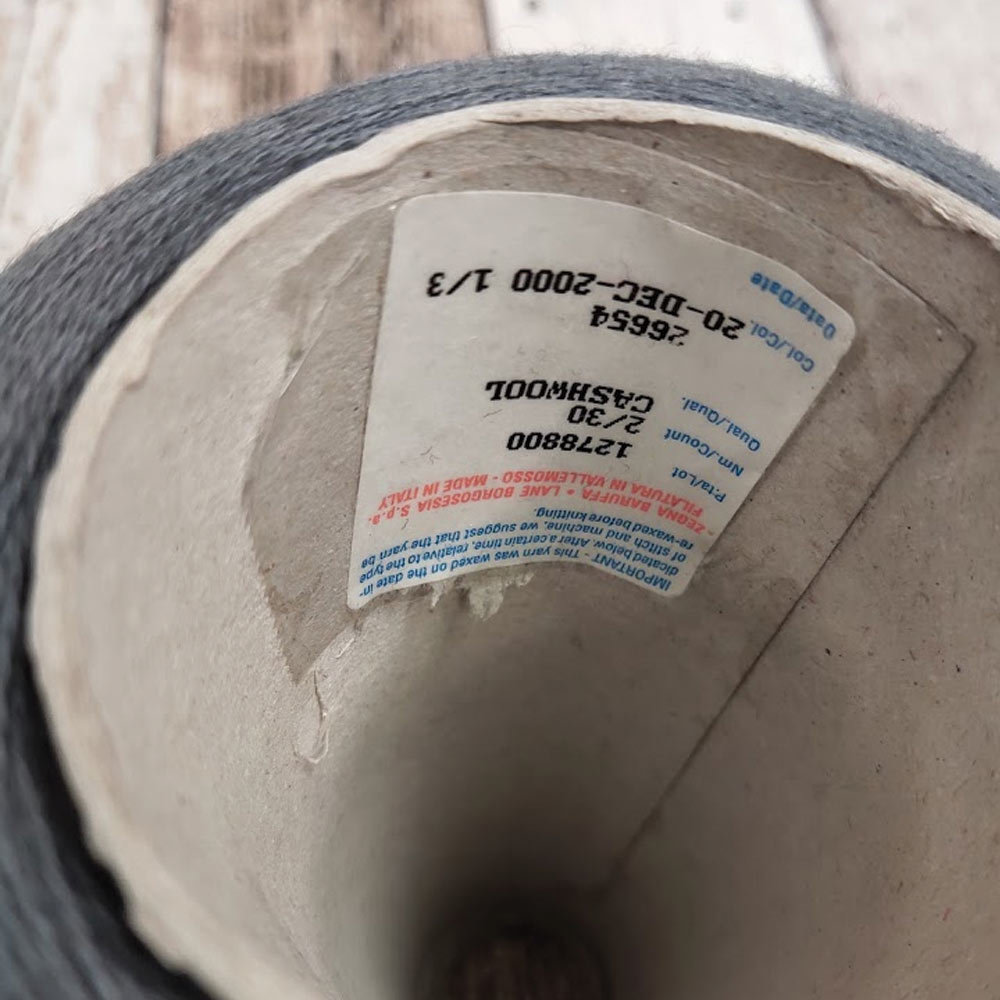 IMPORTANT - This yarn was waxed on the date in-
dicated below. After a certain time, relative to the type
of stitch and machine, we suggest that the yarn be
re-waxed before knitting.
ZEGNA BARUFFA • LANE BORGOSESIA S.p.a.
FILATURA IN VALLEMOSSO - MADE IN ITALY
P.ta/Lot 1278800
Nm./Count 2/30
Qual./Qual. CASHWOOL
Col./Col. 26654
Data/Date 20-DEC-2000 1/3